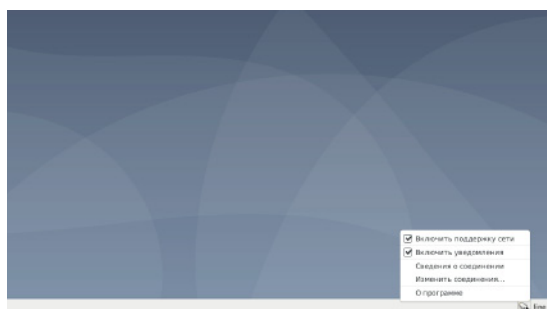 Включить поддержку сети
Включить уведомления
Сведения о соединении
Изменить соединения...
О программе